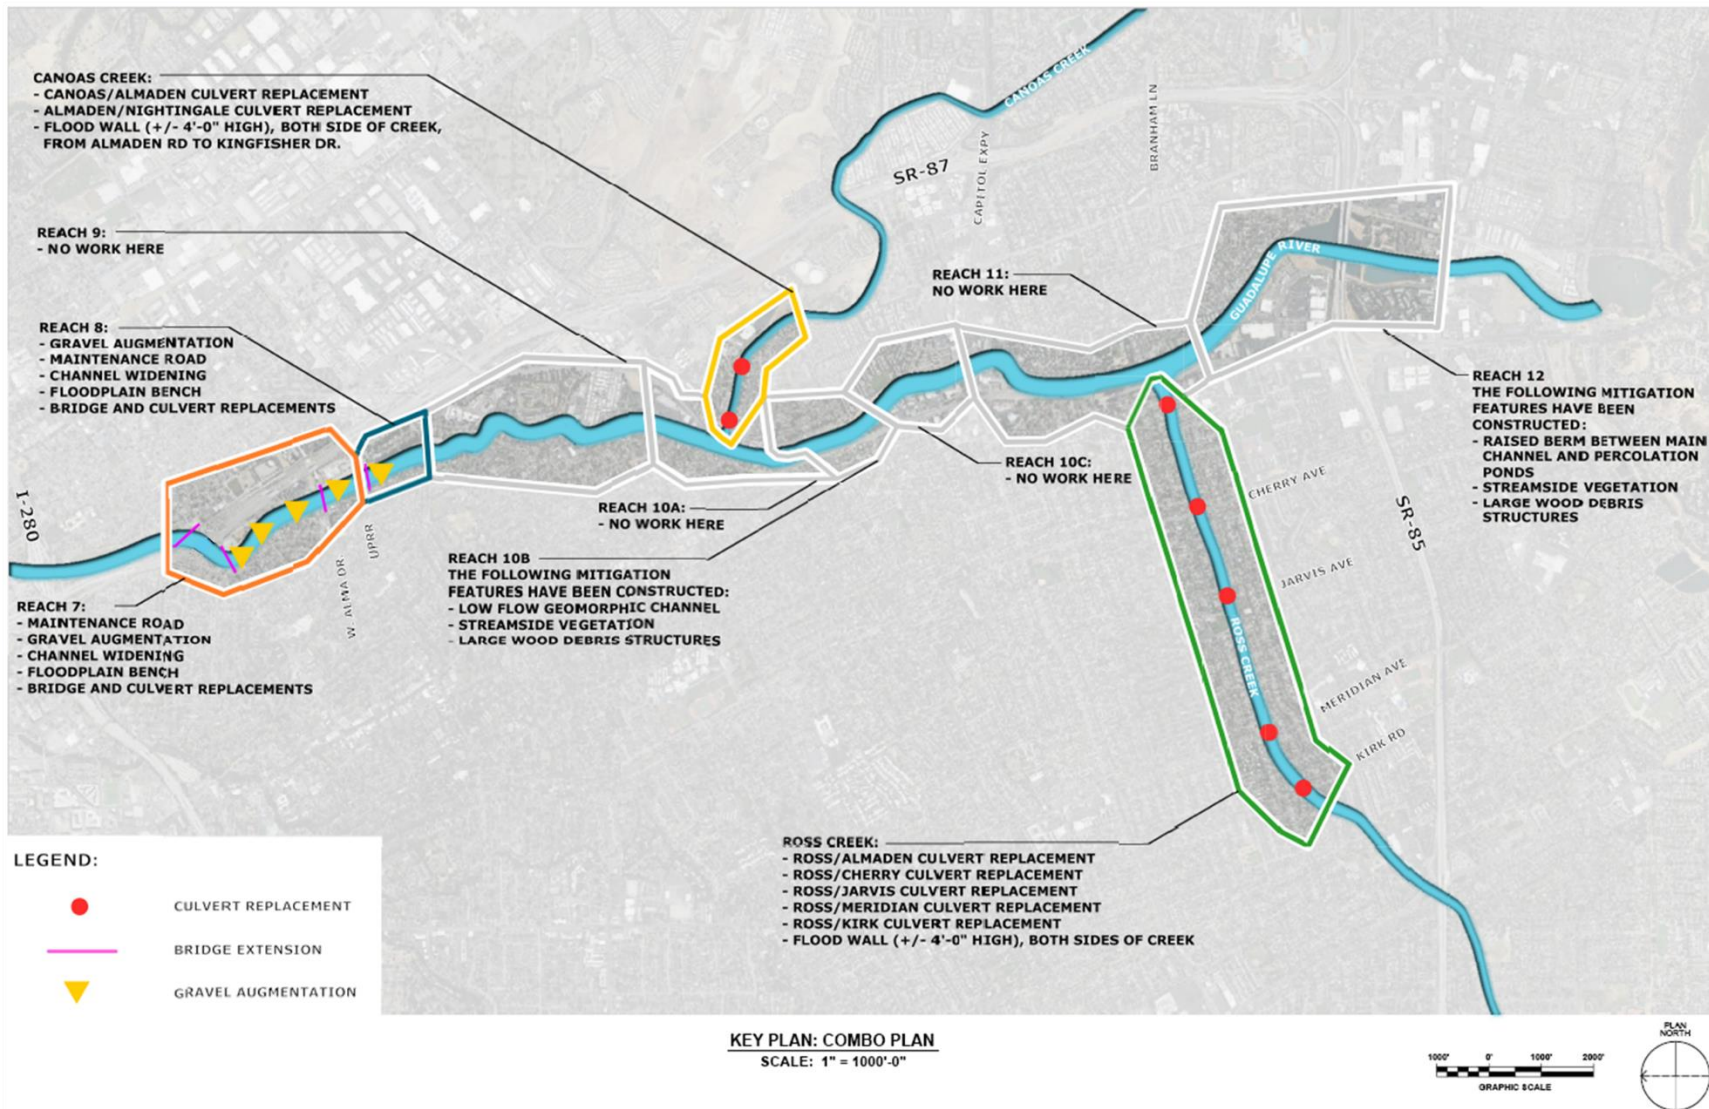 CANOAS CREEK:
- CANOAS/ALMADEN CULVERT REPLACEMENT
- ALMADEN/NIGHTINGALE CULVERT REPLACEMENT
- FLOOD WALL (+/- 4'-0" HIGH), BOTH SIDE OF CREEK,
FROM ALMADEN RD TO KINGFISHER DR.
REACH 9:
- NO WORK HERE
REACH 8:
- GRAVEL AUGMENTATION
- MAINTENANCE ROAD
- CHANNEL WIDENING
- FLOODPLAIN BENCH
- BRIDGE AND CULVERT REPLACEMENTS
CANOAS CREEK
SR-87
CAPITOL EXPY
BRANHAM LN
REACH 11:
NO WORK HERE
GUADALUPE RIVER
REACH 12
THE FOLLOWING MITIGATION
FEATURES HAVE BEEN
CONSTRUCTED:
- RAISED BERM BETWEEN MAIN
CHANNEL AND PERCOLATION
PONDS
- STREAMSIDE VEGETATION
- LARGE WOOD DEBRIS
STRUCTURES
I-280
REACH 7:
- MAINTENANCE ROAD
- GRAVEL AUGMENTATION
- CHANNEL WIDENING
- FLOODPLAIN BENCH
- BRIDGE AND CULVERT REPLACEMENTS
W. ALMA DR.
UPRR
REACH 10A:
- NO WORK HERE
REACH 10B
THE FOLLOWING MITIGATION
FEATURES HAVE BEEN CONSTRUCTED:
- LOW FLOW GEOMORPHIC CHANNEL
- STREAMSIDE VEGETATION
- LARGE WOOD DEBRIS STRUCTURES
REACH 10C:
- NO WORK HERE
CHERRY AVE
JARVIS AVE
SR-85
ROSS CREEK
MERIDIAN AVE
KIRK RD
ROSS CREEK:
- ROSS/ALMADEN CULVERT REPLACEMENT
- ROSS/CHERRY CULVERT REPLACEMENT
- ROSS/JARVIS CULVERT REPLACEMENT
- ROSS/MERIDIAN CULVERT REPLACEMENT
- ROSS/KIRK CULVERT REPLACEMENT
- FLOOD WALL (+/- 4'-0" HIGH), BOTH SIDES OF CREEK
LEGEND:
CULVERT REPLACEMENT
BRIDGE EXTENSION
GRAVEL AUGMENTATION
KEY PLAN: COMBO PLAN
SCALE: 1" = 1000'-0"
1000' 0' 1000' 2000'
GRAPHIC SCALE
PLAN
NORTH